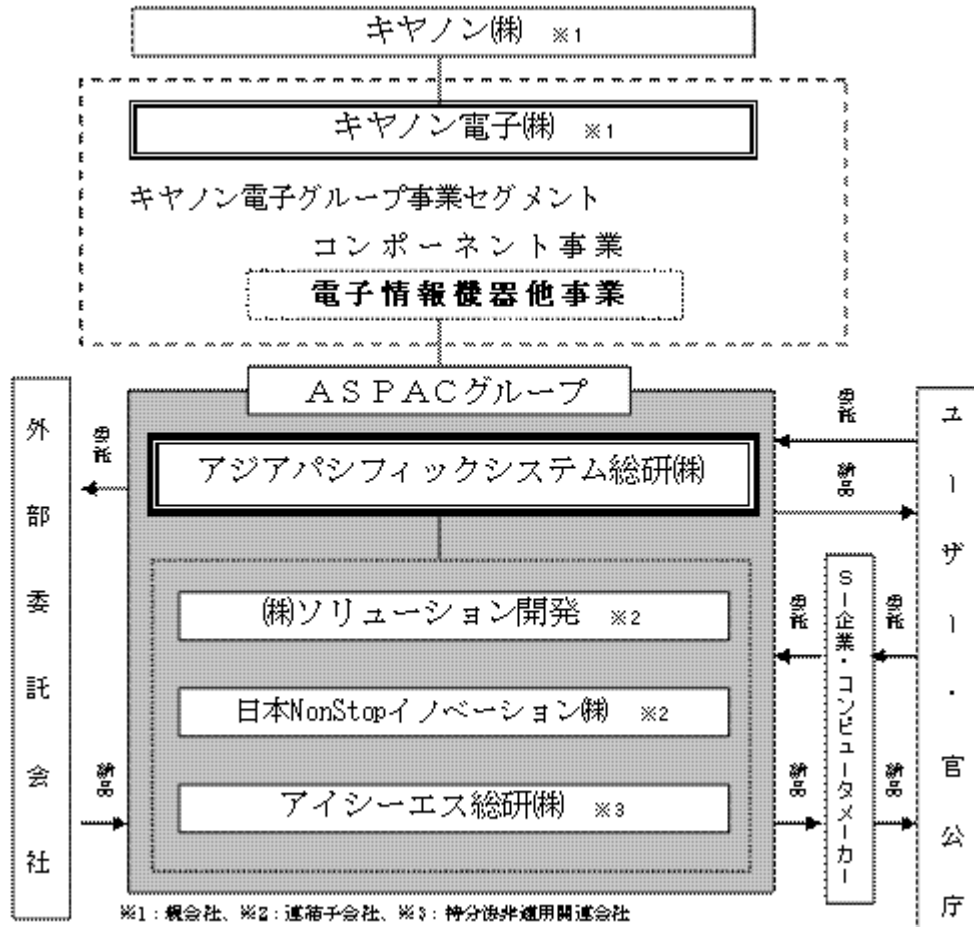 キヤノン㈱ ※1
キヤノン電子㈱ ※1
キヤノン電子グループ事業セグメント
コンポーネント事業
電子情報機器他事業
ＡＳＰＡＣグループ
アジアパシフィックシステム総研㈱
㈱ソリューション開発 ※2
日本NonStopイノベーション㈱ ※2
アイシーエス総研㈱ ※3
外部委託会社
委託
納品
委託
納品
委託
納品
委託
納品
ＳＩ企業・コンピュータメーカー
ユーザー・官公庁
※1：親会社、※2：連結子会社、※3：持分法非適用関連会社